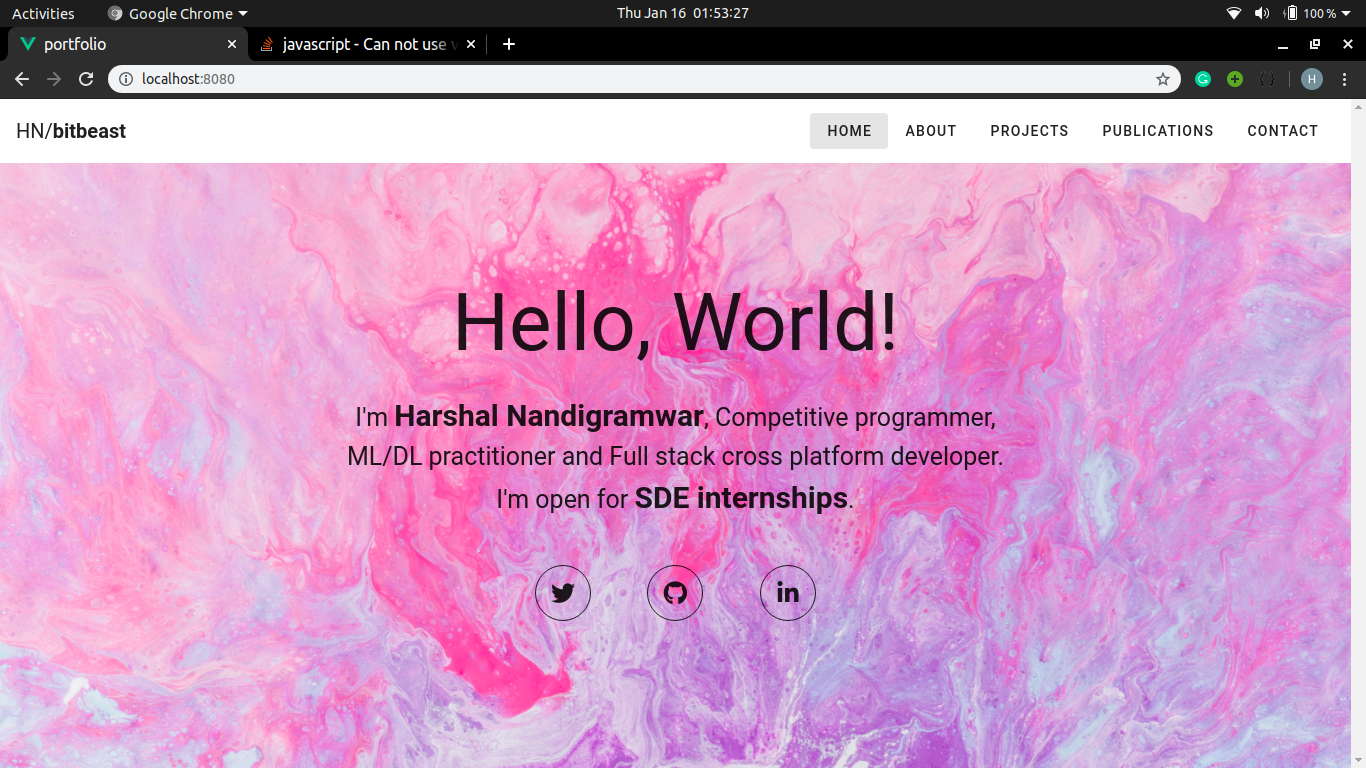 Activities Google Chrome Thu Jan 16 01:53:27 100 %
portfolio javascript - Can not use v
localhost:8080 H
HN/bitbeast HOME ABOUT PROJECTS PUBLICATIONS CONTACT
Hello, World!
I'm Harshal Nandigramwar, Competitive programmer,
ML/DL practitioner and Full stack cross platform developer.
I'm open for SDE internships.
in